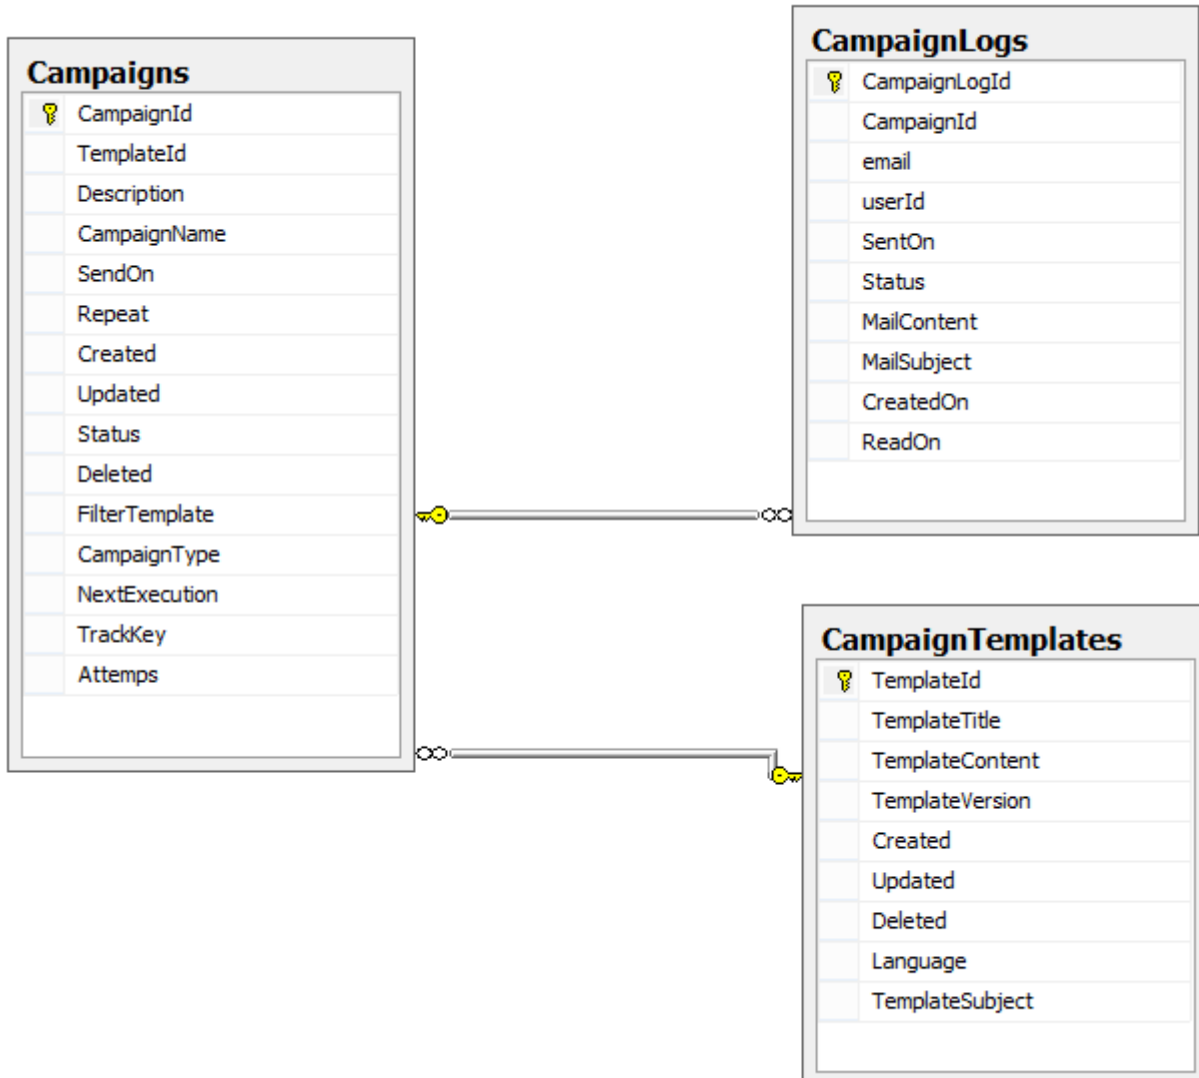 Campaigns
CampaignId
TemplateId
Description
CampaignName
SendOn
Repeat
Created
Updated
Status
Deleted
FilterTemplate
CampaignType
NextExecution
TrackKey
Attemps
CampaignLogs
CampaignLogId
CampaignId
email
userId
SentOn
Status
MailContent
MailSubject
CreatedOn
ReadOn
CampaignTemplates
TemplateId
TemplateTitle
TemplateContent
TemplateVersion
Created
Updated
Deleted
Language
TemplateSubject